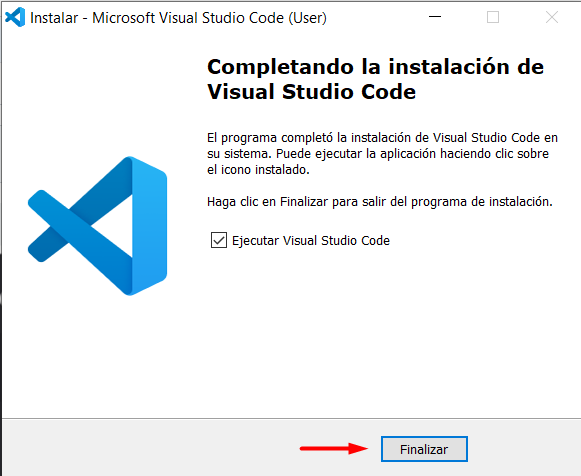 Instalar - Microsoft Visual Studio Code (User)
Completando la instalación de
Visual Studio Code
El programa completó la instalación de Visual Studio Code en
su sistema. Puede ejecutar la aplicación haciendo clic sobre
el icono instalado.
Haga clic en Finalizar para salir del programa de instalación.
Ejecutar Visual Studio Code
Finalizar